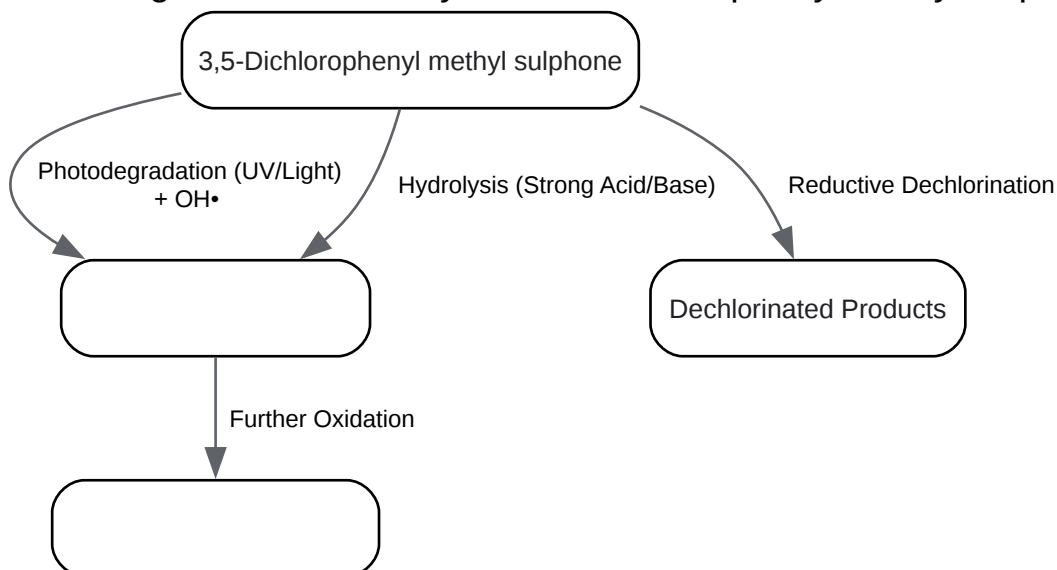 3,5-Dichlorophenyl methyl sulphone
Photodegradation (UV/Light)
+ OH•
Hydrolysis (Strong Acid/Base)
Reductive Dechlorination
Dechlorinated Products
Further Oxidation